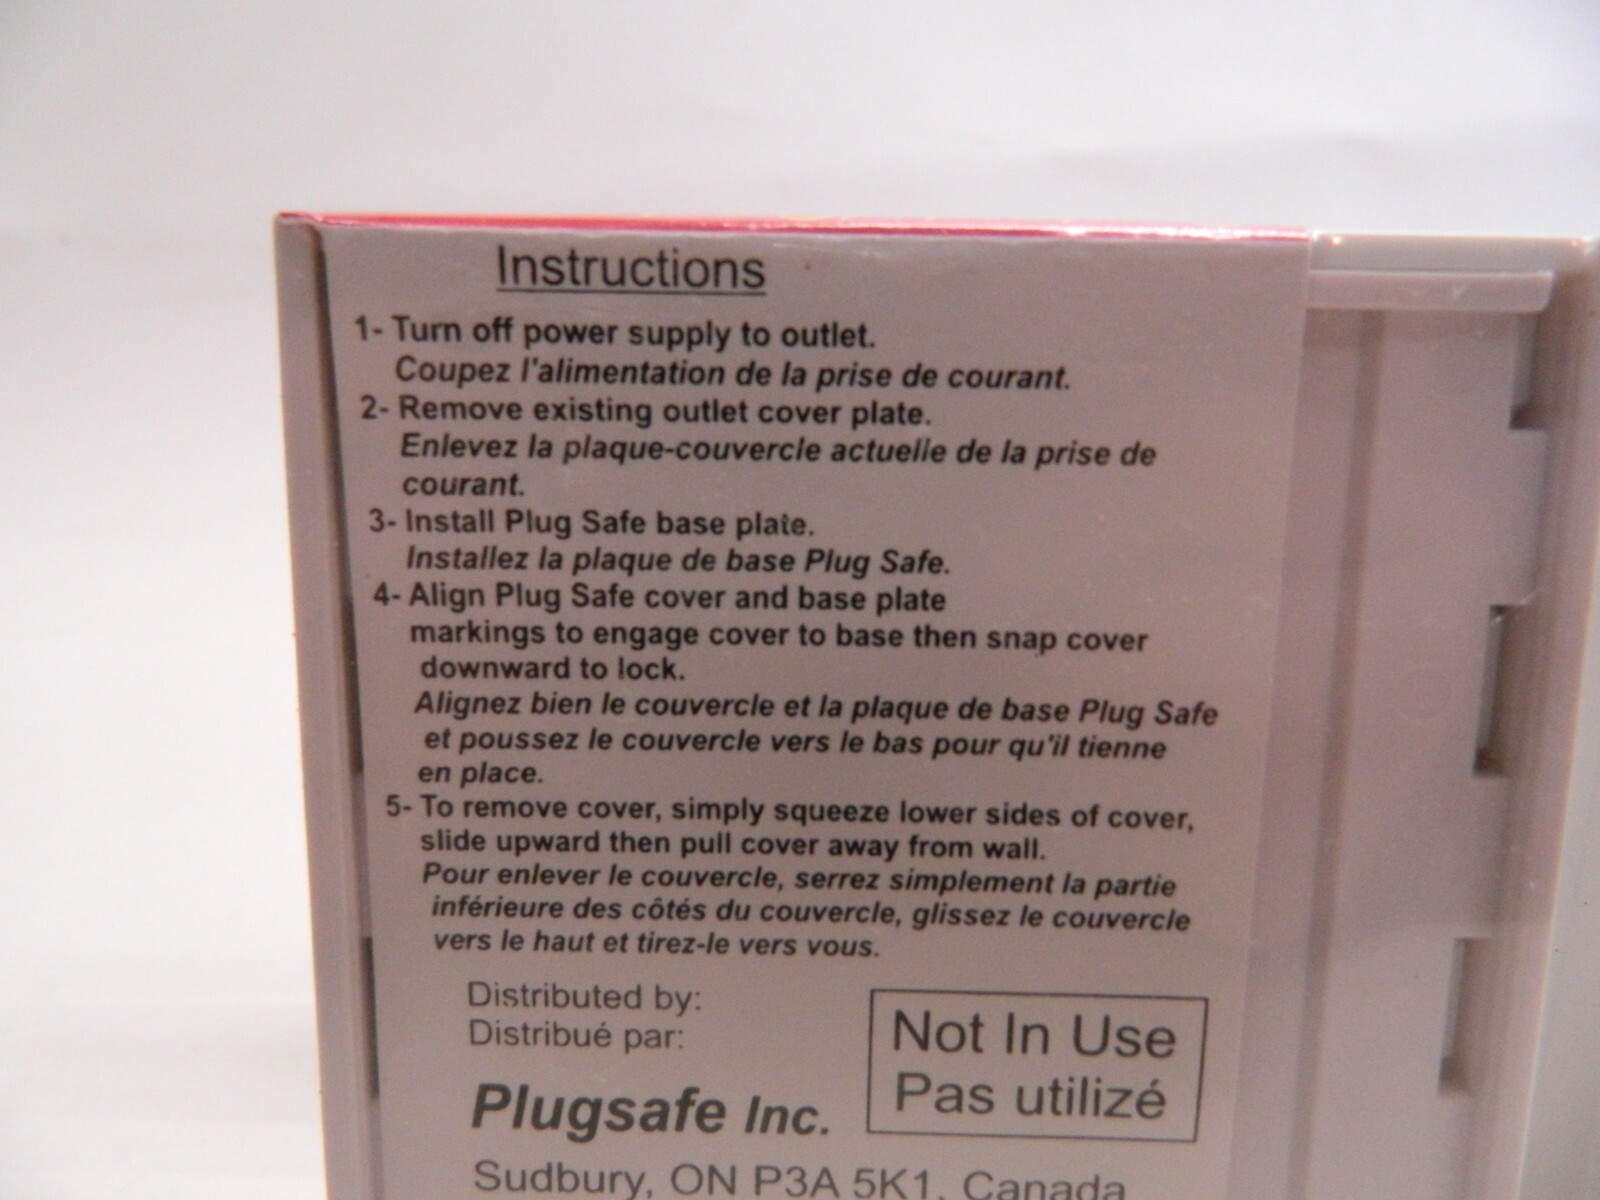 Instructions
1- Turn off power supply to outlet.
Coupez l'alimentation de la prise de courant.
2- Remove existing outlet cover plate.
Enlevez la plaque-couvercle actuelle de la prise de
courant.
3- Install Plug Safe base plate.
Installez la plaque de base Plug Safe.
4- Align Plug Safe cover and base plate
markings to engage cover to base then snap cover
downward to lock.
Alignez bien le couvercle et la plaque de base Plug Safe
et poussez le couvercle vers le bas pour qu'il tienne
en place.
5- To remove cover, simply squeeze lower sides of cover,
slide upward then pull cover away from wall.
Pour enlever le couvercle, serrez simplement la partie
inférieure des côtés du couvercle, glissez le couvercle
vers le haut et tirez-le vers vous.
Distributed by:
Distribué par:
Plugsafe Inc.
Sudbury, ON P3A 5K1, Canada
Not In Use
Pas utilizé